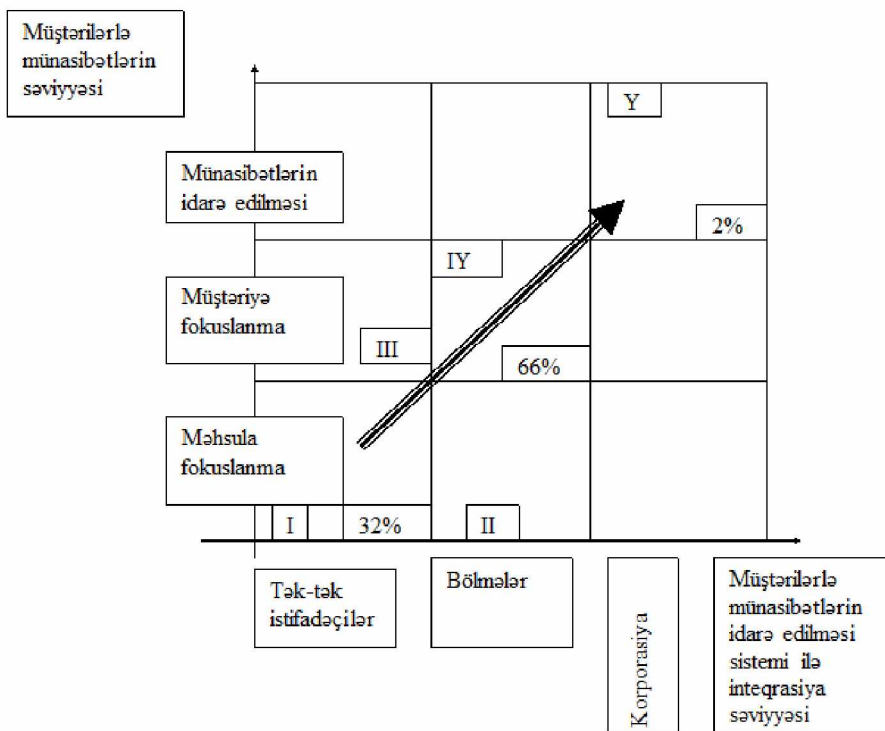 Müştərilərlə
münasibətlərin
səviyyəsi
Y
Münasibətlərin
idarə edilməsi
2%
IY
Müştəriyə
fokuslanma
III
66%
Məhsula
fokuslanma
I
32%
II
Tək-tək
istifadəçilər
Bölmələr
Korporasiya
Müştərilərlə
münasibətlərin
idarə edilməsi
sistemi ilə
inteqrasiya
səviyyəsi